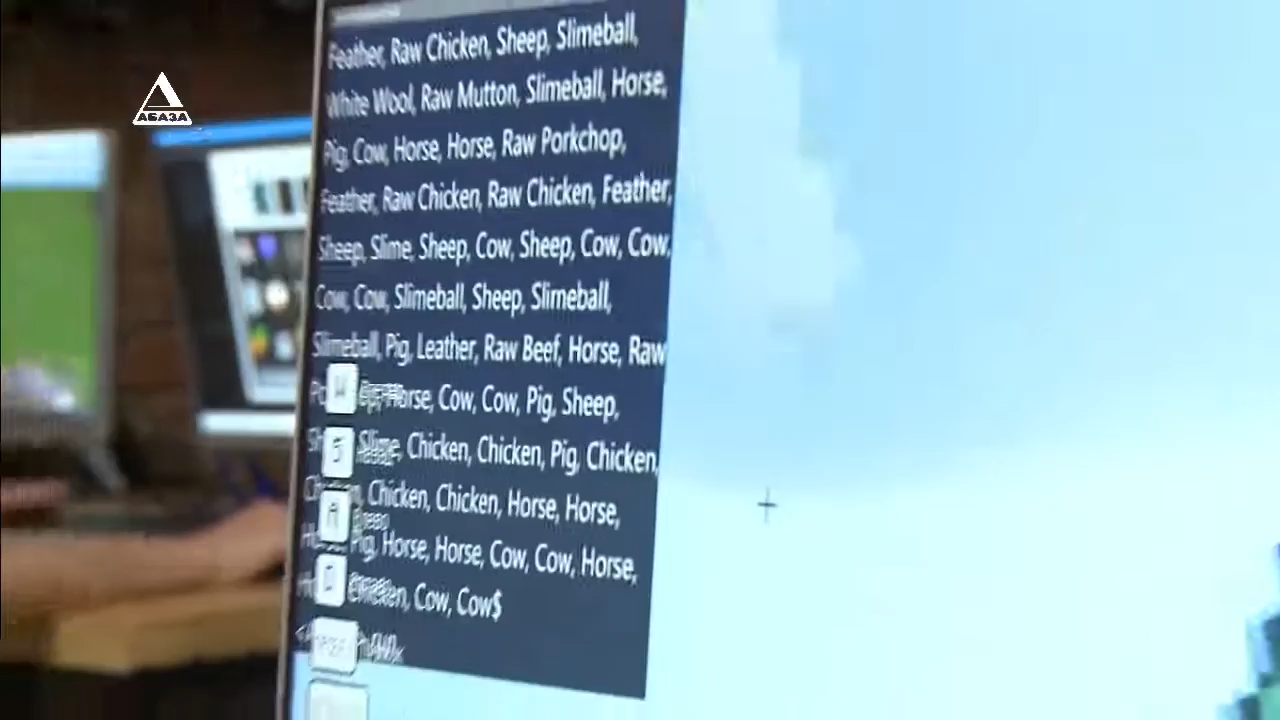 АБАЗА
Feather, Raw Chicken, Sheep, Slimeball,
White Wool, Raw Mutton, Slimeball, Horse,
Pig, Cow, Horse, Horse, Raw Porkchop,
Feather, Raw Chicken, Raw Chicken, Feather,
Sheep, Slime, Sheep, Cow, Sheep, Cow, Cow,
Cow, Cow, Slimeball, Sheep, Slimeball,
Slimeball, Pig, Leather, Raw Beef, Horse, Raw
Horse, Cow, Cow, Pig, Sheep,
Slime, Chicken, Chicken, Pig, Chicken,
Chicken, Chicken, Horse, Horse,
Pig, Horse, Horse, Cow, Cow, Horse,
Chicken, Cow, Cow$